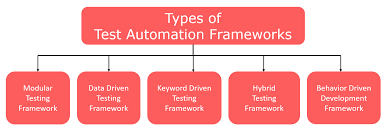 Types of
Test Automation Frameworks
Modular
Testing
Framework
Data Driven
Testing
Framework
Keyword Driven
Testing
Framework
Hybrid
Testing
Framework
Behavior Driven
Development
Framework